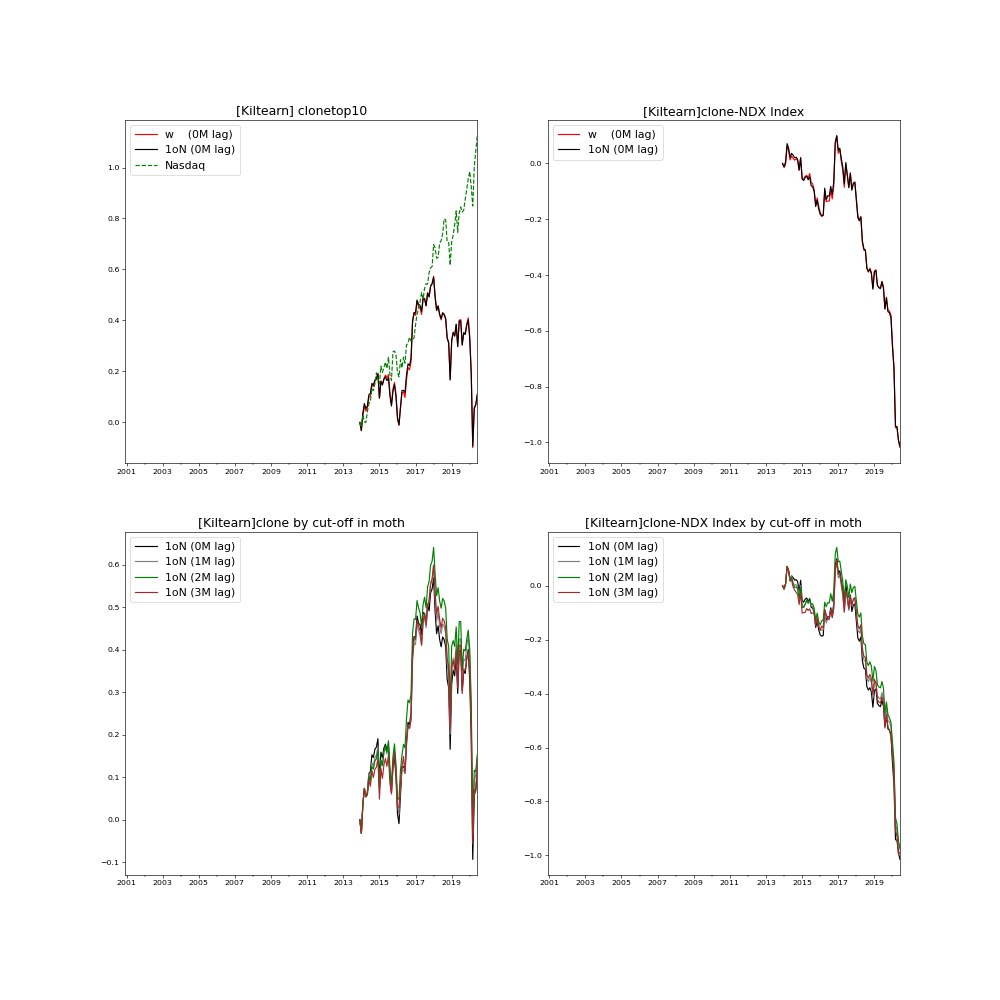 [Kiltearn] clonetop10
w (0M lag)
1oN (0M lag)
Nasdaq
1.0
0.8
0.6
0.4
0.2
0.0
2001 2003 2005 2007 2009 2011 2013 2015 2017 2019
[Kiltearn]clone-NDX Index
w (0M lag)
1oN (0M lag)
0.0
−0.2
−0.4
−0.6
−0.8
−1.0
2001 2003 2005 2007 2009 2011 2013 2015 2017 2019
[Kiltearn]clone by cut-off in moth
1oN (0M lag)
1oN (1M lag)
1oN (2M lag)
1oN (3M lag)
0.6
0.5
0.4
0.3
0.2
0.1
0.0
−0.1
2001 2003 2005 2007 2009 2011 2013 2015 2017 2019
[Kiltearn]clone-NDX Index by cut-off in moth
1oN (0M lag)
1oN (1M lag)
1oN (2M lag)
1oN (3M lag)
0.0
−0.2
−0.4
−0.6
−0.8
−1.0
2001 2003 2005 2007 2009 2011 2013 2015 2017 2019